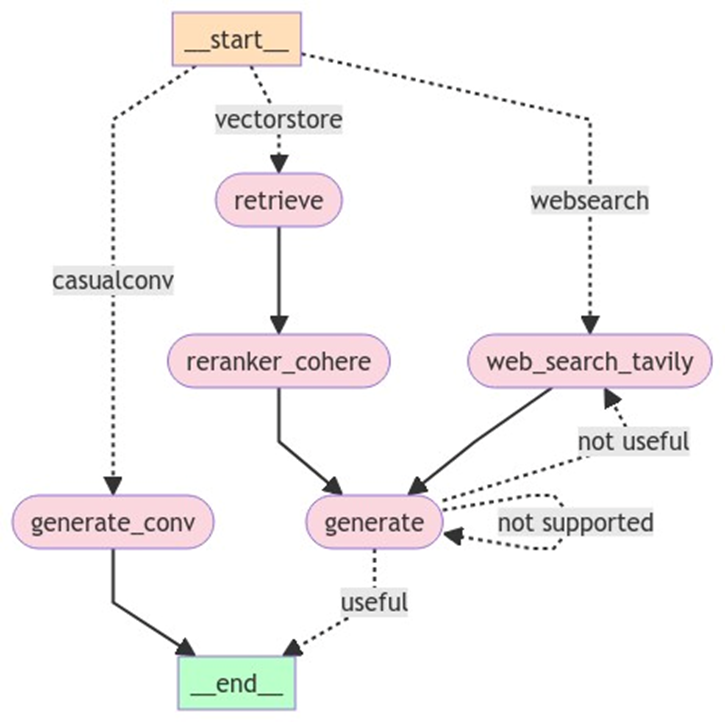 __start__
vectorstore
retrieve
websearch
casualconv
reranker_cohere
web_search_tavily
not useful
generate_conv
generate
not supported
useful
__end__